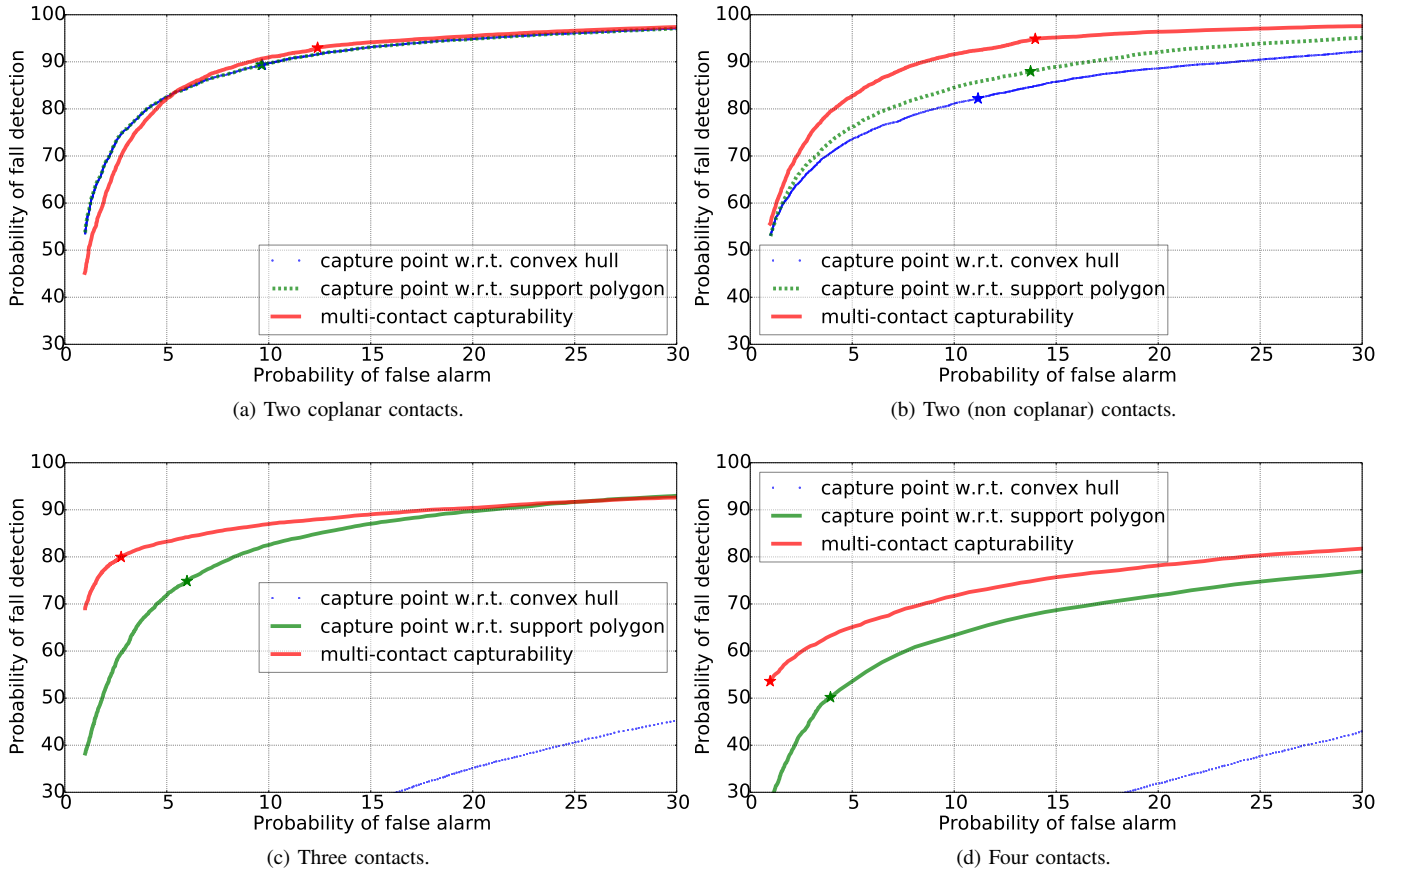 100
90
80
70
60
50
40
30
Probability of fall detection
capture point w.r.t. convex hull
capture point w.r.t. support polygon
multi-contact capturability
0 5 10 15 20 25 30
Probability of false alarm
(a) Two coplanar contacts.
100
90
80
70
60
50
40
30
Probability of fall detection
capture point w.r.t. convex hull
capture point w.r.t. support polygon
multi-contact capturability
0 5 10 15 20 25 30
Probability of false alarm
(b) Two (non coplanar) contacts.
100
90
80
70
60
50
40
30
Probability of fall detection
capture point w.r.t. convex hull
capture point w.r.t. support polygon
multi-contact capturability
0 5 10 15 20 25 30
Probability of false alarm
(c) Three contacts.
100
90
80
70
60
50
40
30
Probability of fall detection
capture point w.r.t. convex hull
capture point w.r.t. support polygon
multi-contact capturability
0 5 10 15 20 25 30
Probability of false alarm
(d) Four contacts.